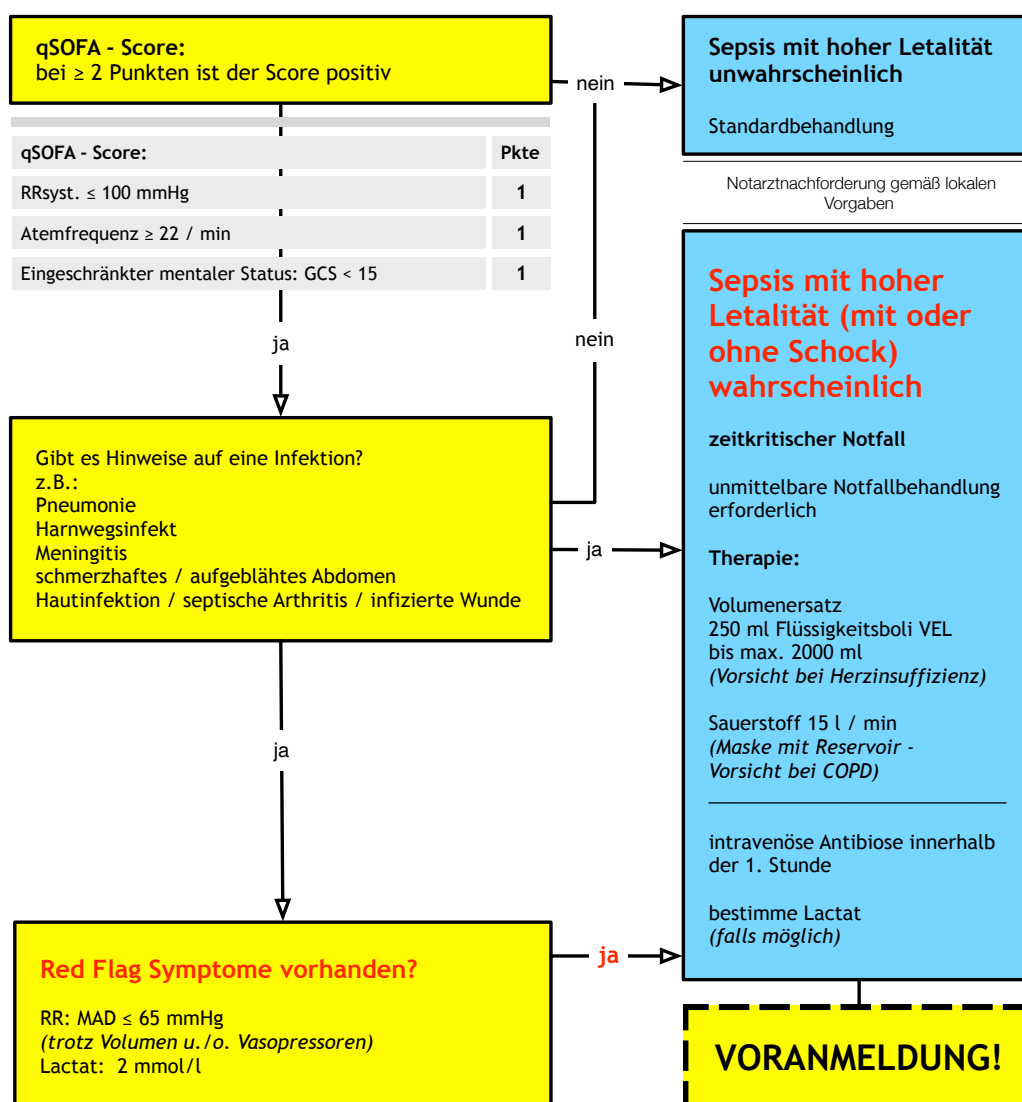 qSOFA - Score:
bei ≥ 2 Punkten ist der Score positiv
nein
Sepsis mit hoher Letalität
unwahrscheinlich
Standardbehandlung
qSOFA - Score: Pkte
RRsyst. ≤ 100 mmHg 1
Atemfrequenz ≥ 22 / min 1
Eingeschränkter mentaler Status: GCS < 15 1
Notarztnachforderung gemäß lokalen
Vorgaben
ja
nein
Gibt es Hinweise auf eine Infektion?
z.B.:
Pneumonie
Harnwegsinfekt
Meningitis
schmerzhaftes / aufgeblähtes Abdomen
Hautinfektion / septische Arthritis / infizierte Wunde
ja
Sepsis mit hoher
Letalität (mit oder
ohne Schock)
wahrscheinlich
zeitkritischer Notfall
unmittelbare Notfallbehandlung
erforderlich
Therapie:
Volumenersatz
250 ml Flüssigkeitsboli VEL
bis max. 2000 ml
(Vorsicht bei Herzinsuffizienz)
Sauerstoff 15 l / min
(Maske mit Reservoir -
Vorsicht bei COPD)
intravenöse Antibiose innerhalb
der 1. Stunde
bestimme Lactat
(falls möglich)
ja
Red Flag Symptome vorhanden?
RR: MAD ≤ 65 mmHg
(trotz Volumen u./o. Vasopressoren)
Lactat: 2 mmol/l
ja
VORANMELDUNG!